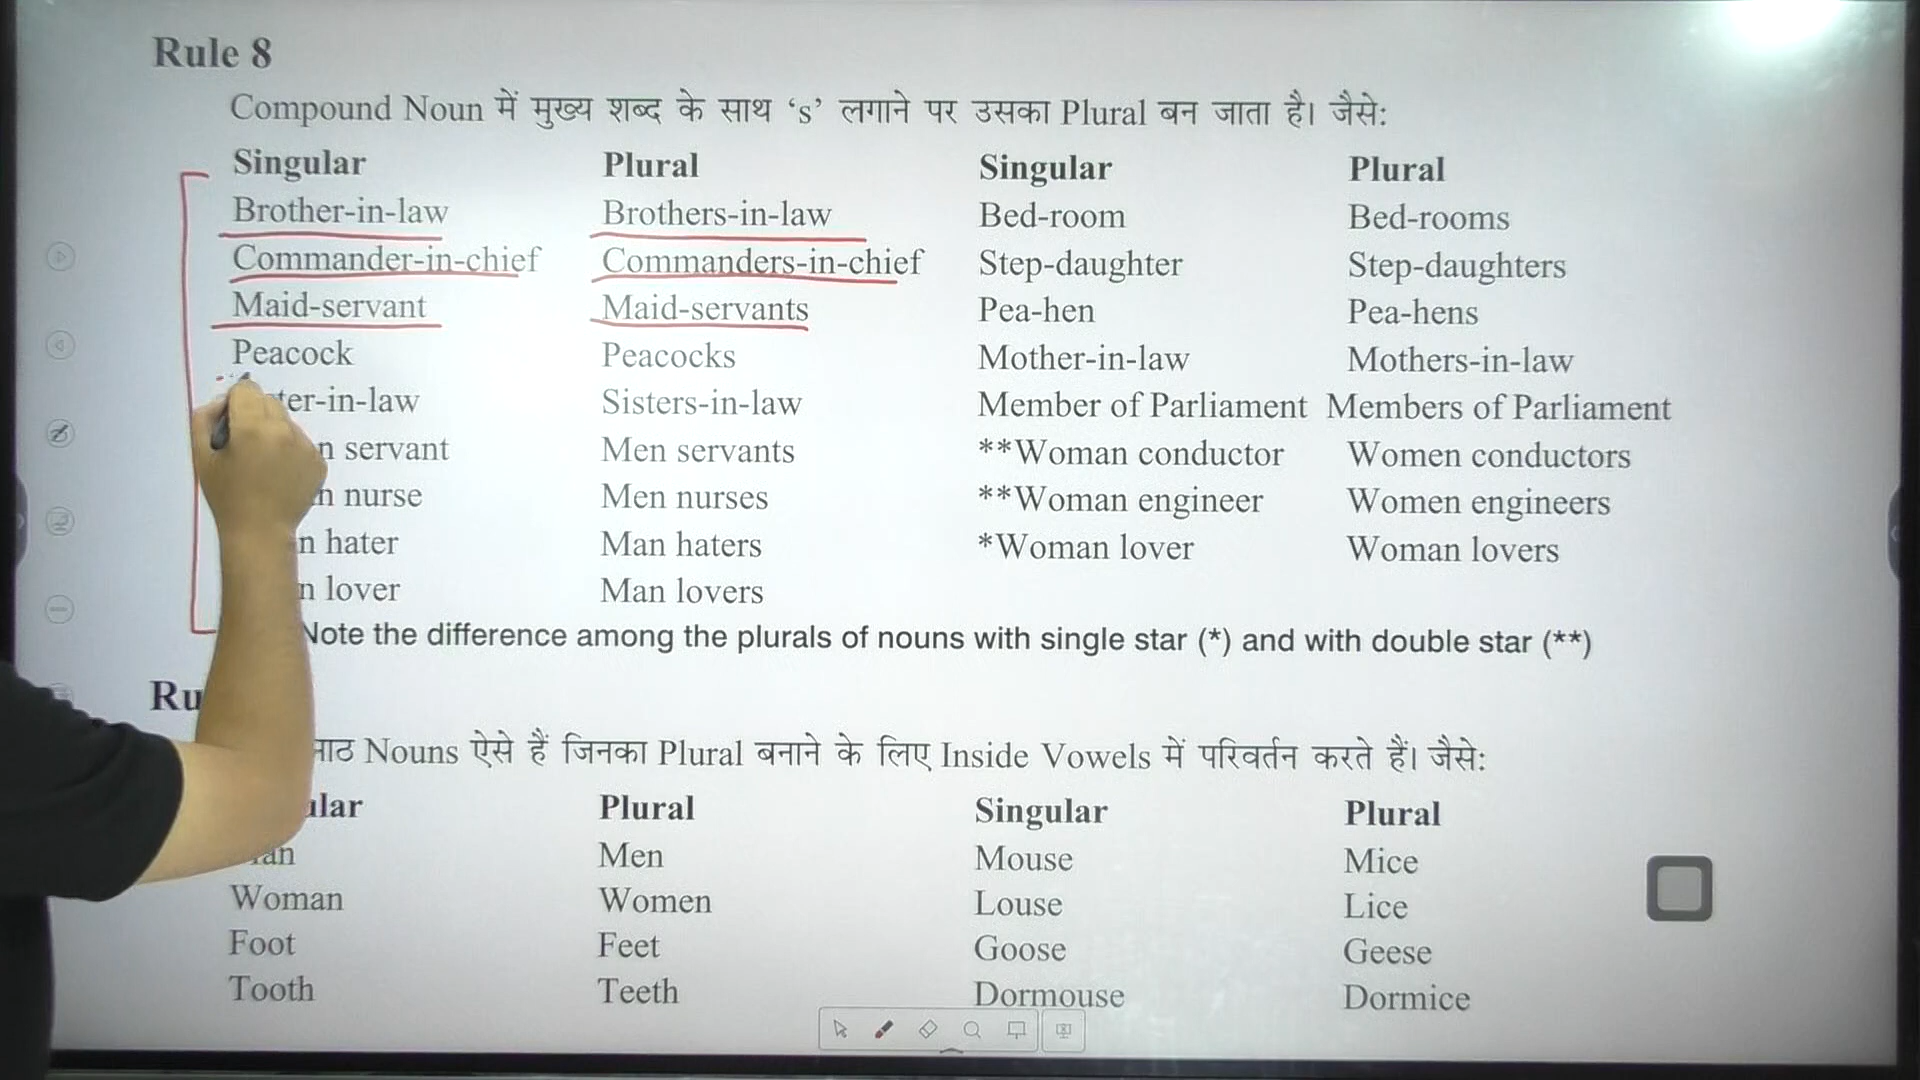 Rule 8
Compound Noun में मुख्य शब्द के साथ ‘s’ लगाने पर उसका Plural बन जाता है। जैसे:
Singular Plural Singular Plural
Brother-in-law Brothers-in-law Bed-room Bed-rooms
Commander-in-chief Commanders-in-chief Step-daughter Step-daughters
Maid-servant Maid-servants Pea-hen Pea-hens
Peacock Peacocks Mother-in-law Mothers-in-law
ter-in-law Sisters-in-law Member of Parliament Members of Parliament
n servant Men servants **Woman conductor Women conductors
n nurse Men nurses **Woman engineer Women engineers
n hater Man haters *Woman lover Woman lovers
n lover Man lovers
Note the difference among the plurals of nouns with single star (*) and with double star (**)
Ru
Nouns ऐसे हैं जिनका Plural बनाने के लिए Inside Vowels में परिवर्तन करते हैं। जैसे:
lar Plural Singular Plural
an Men Mouse Mice
Woman Women Louse Lice
Foot Feet Goose Geese
Tooth Teeth Dormouse Dormice